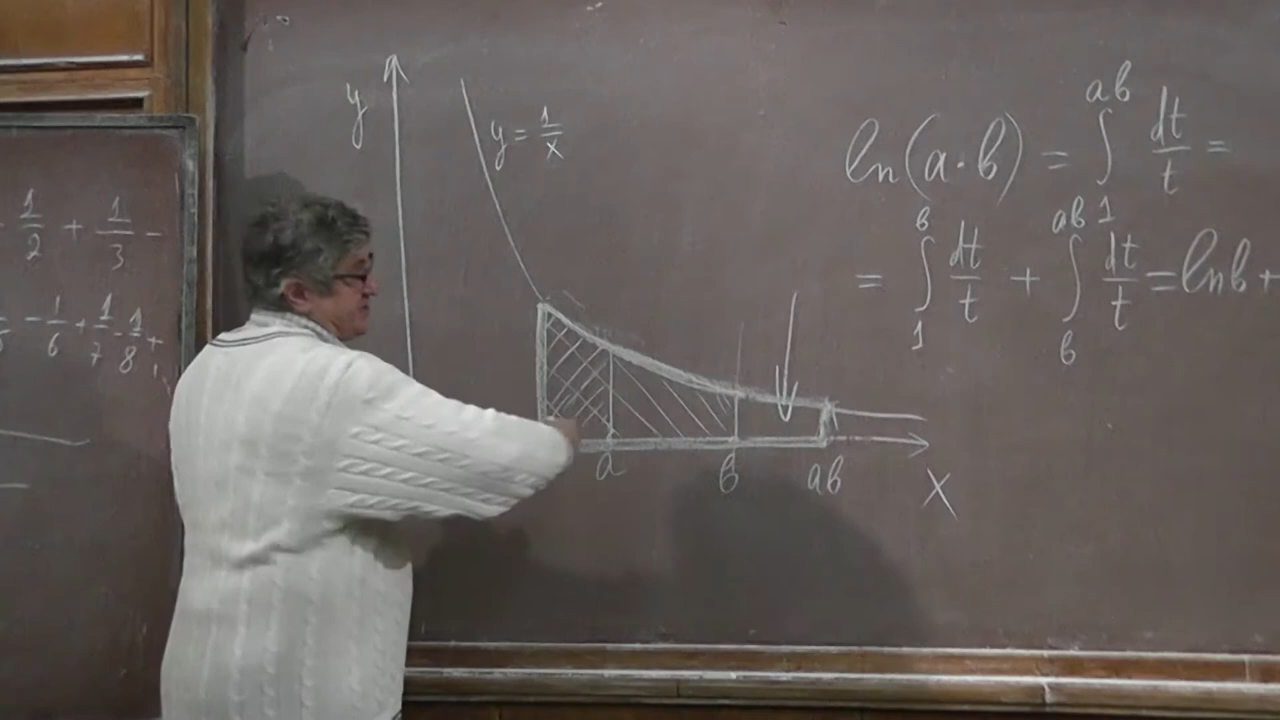 1/2 + 1/3 -
- 1/6 + 1/7 - 1/8 +
y
y = 1/x
a
в
ab
x
ln(a·b) = ∫₁^{ab} dt/t =
= ∫₁^{в} dt/t + ∫_{в}^{ab} dt/t = ln b +